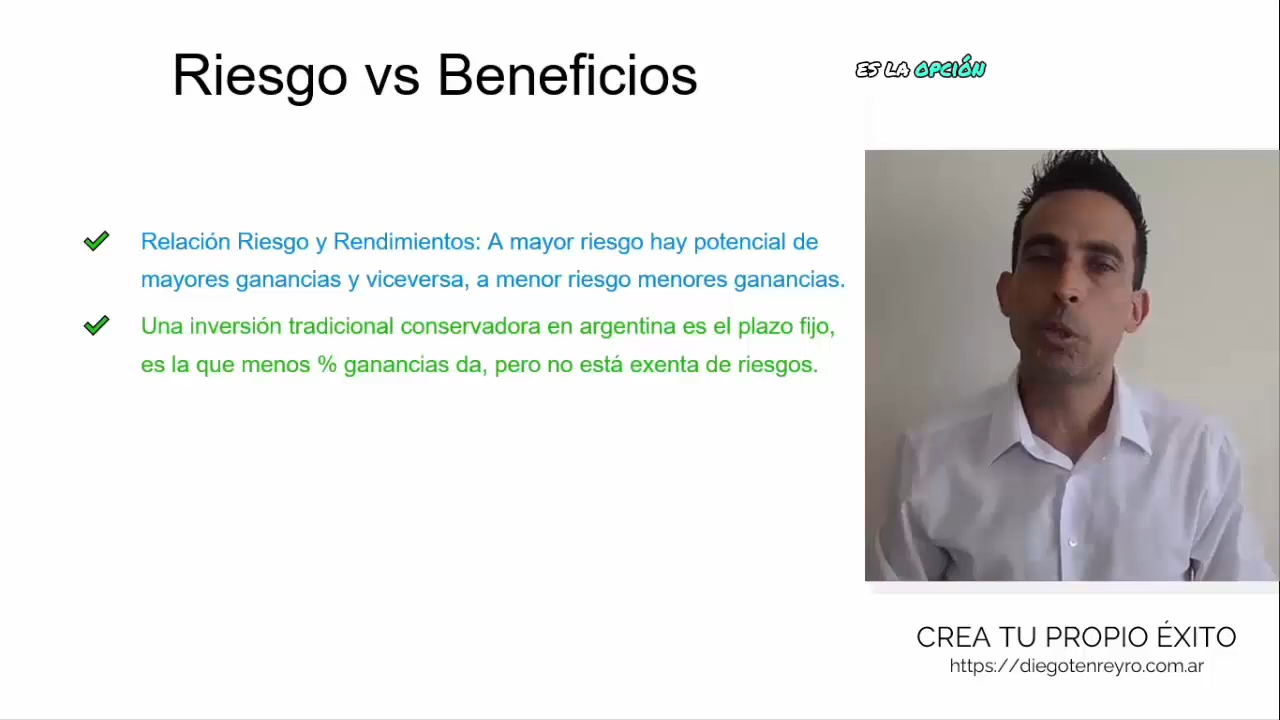 Riesgo vs Beneficios
ES LA OPCIÓN
Relación Riesgo y Rendimientos: A mayor riesgo hay potencial de
mayores ganancias y viceversa, a menor riesgo menores ganancias.
Una inversión tradicional conservadora en argentina es el plazo fijo,
es la que menos % ganancias da, pero no está exenta de riesgos.
CREA TU PROPIO ÉXITO
https://diegotenreyro.com.ar